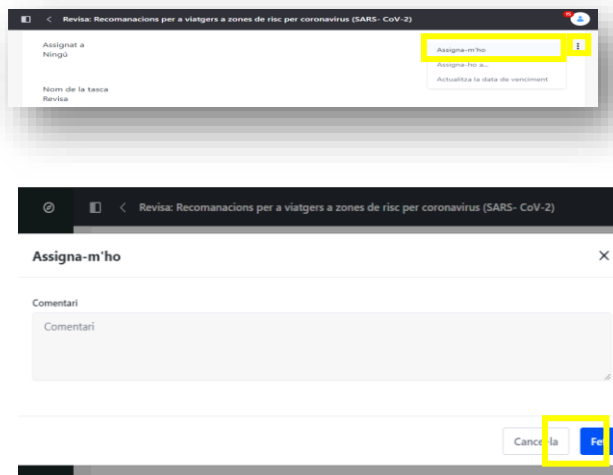 Revisa: Recomanacions per a viatgers a zones de risc per coronavirus (SARS- CoV-2)
Assignat a
Ningú
Assigna-m'ho
Assigna-ho a...
Actualitza la data de venciment
Nom de la tasca
Revisa
Revisa: Recomanacions per a viatgers a zones de risc per coronavirus (SARS- CoV-2)
Assigna-m'ho
Comentari
Comentari
Cancel·la